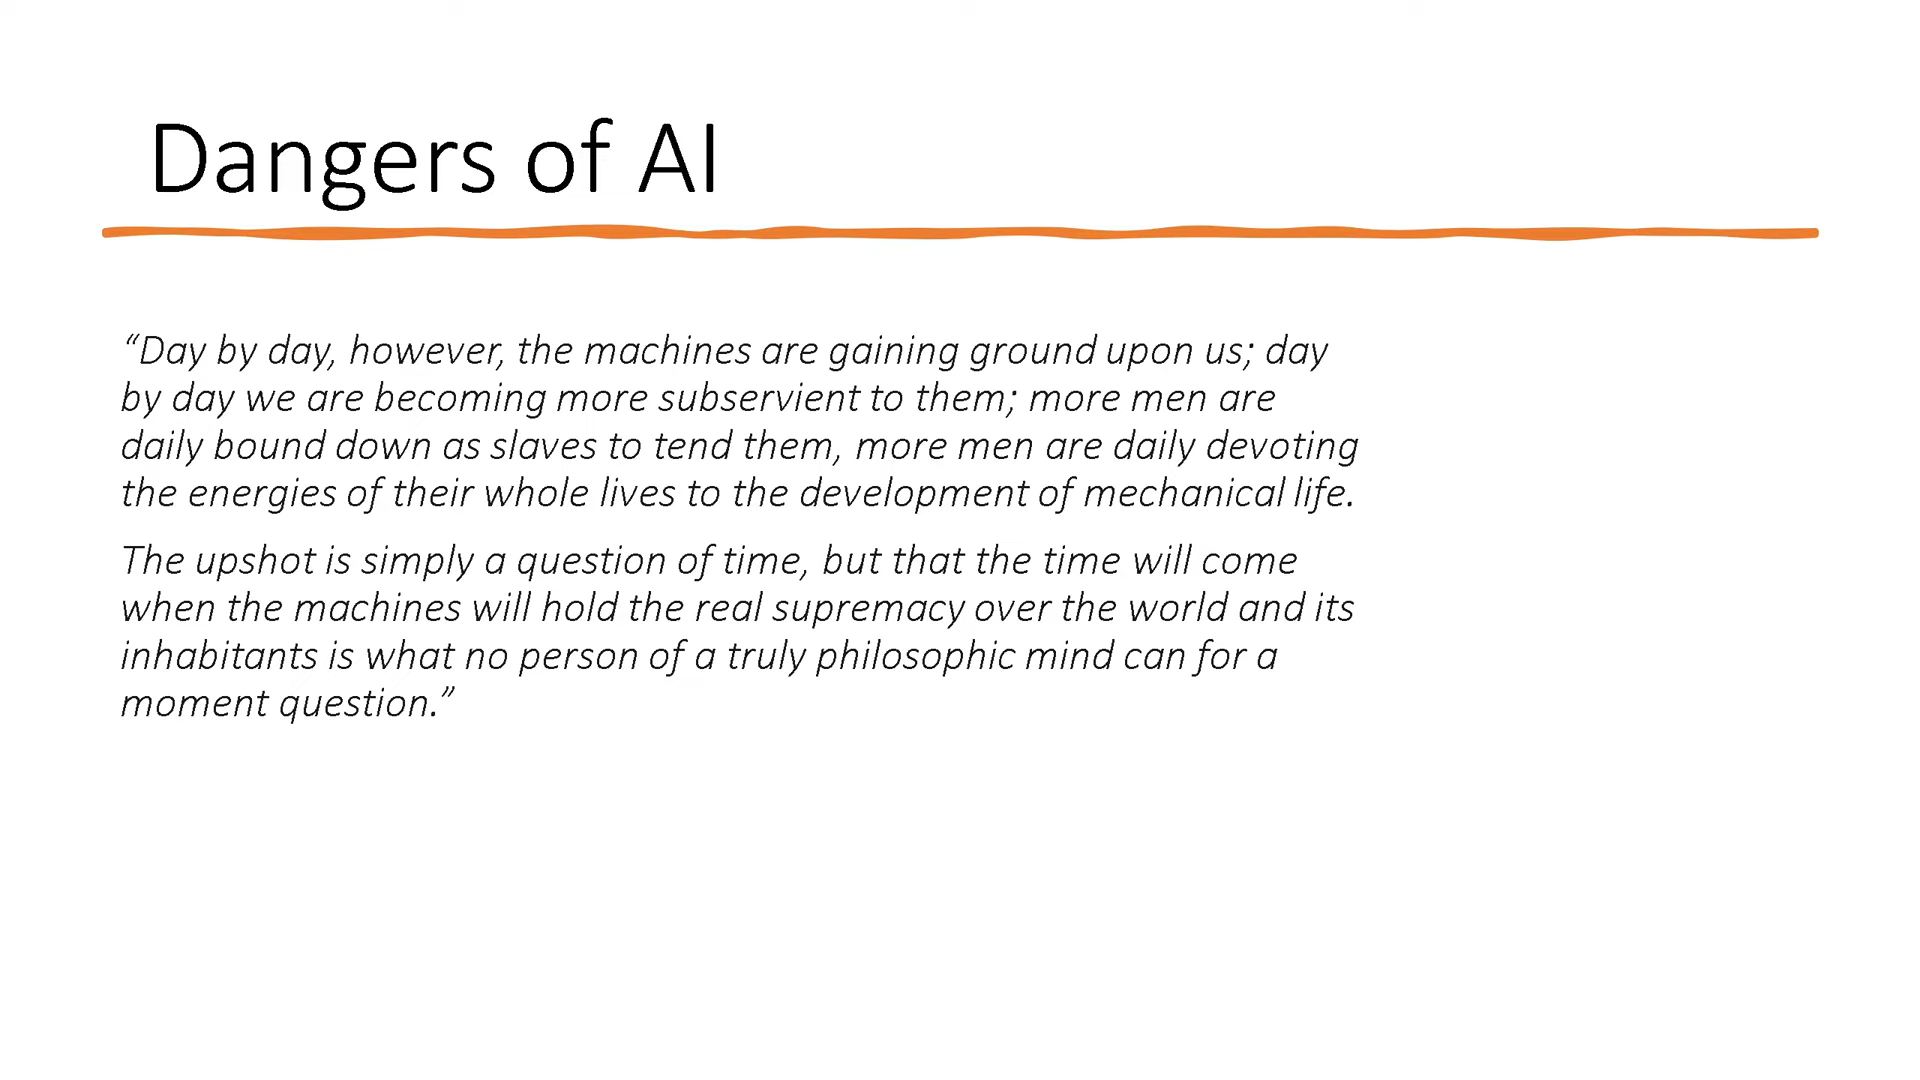 Dangers of AI
“Day by day, however, the machines are gaining ground upon us; day
by day we are becoming more subservient to them; more men are
daily bound down as slaves to tend them, more men are daily devoting
the energies of their whole lives to the development of mechanical life.
The upshot is simply a question of time, but that the time will come
when the machines will hold the real supremacy over the world and its
inhabitants is what no person of a truly philosophic mind can for a
moment question.”